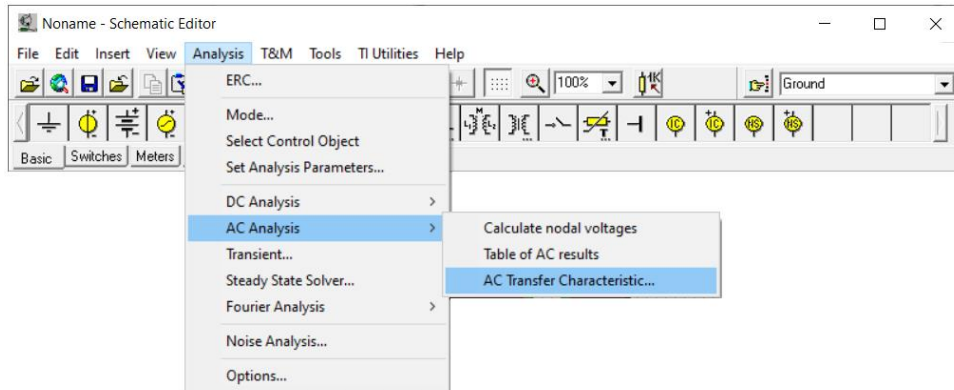 Noname - Schematic Editor
File Edit Insert View Analysis T&M Tools TI Utilities Help
100% Ground
Basic Switches Meters
ERC...
Mode...
Select Control Object
Set Analysis Parameters...
DC Analysis
AC Analysis
Calculate nodal voltages
Table of AC results
AC Transfer Characteristic...
Transient...
Steady State Solver...
Fourier Analysis
Noise Analysis...
Options...